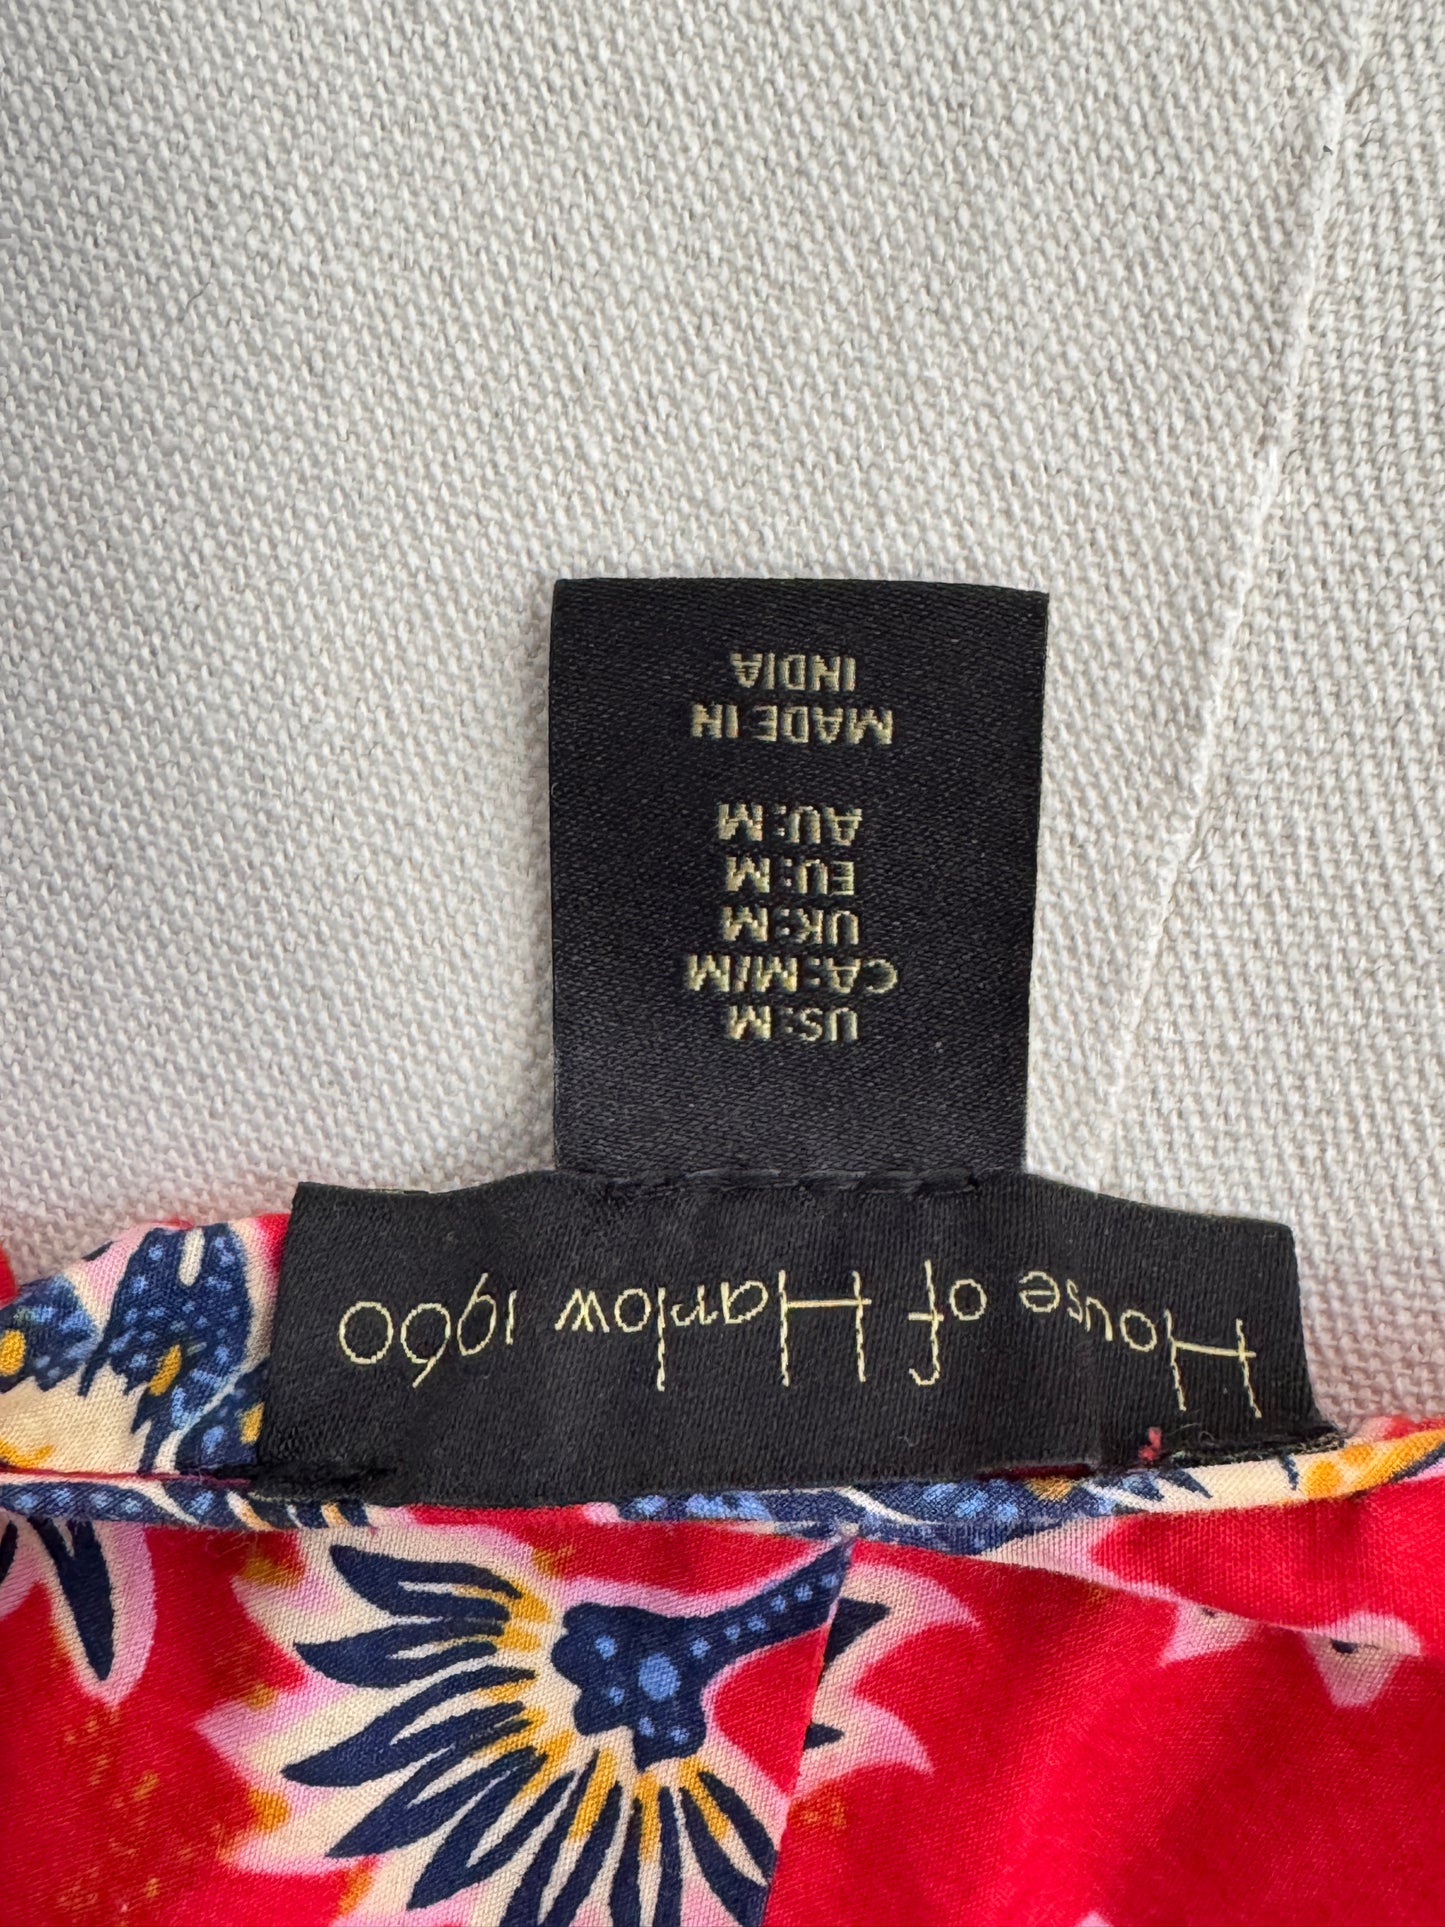 House of Harlow 1960
US:M
CA:M/M
UK:M
EU:M
AU:M
MADE IN
INDIA